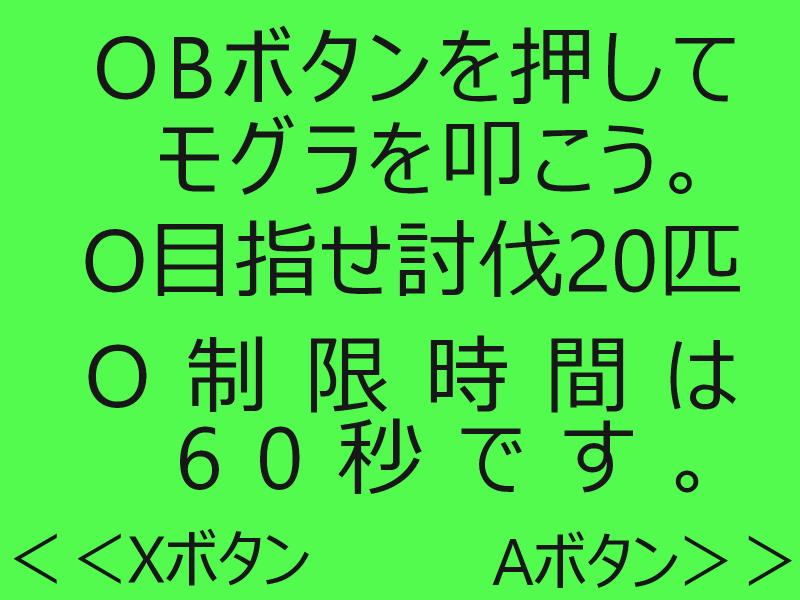 ○Bボタンを押して
モグラを叩こう。
○目指せ討伐20匹
○制限時間は
60秒です。
＜＜Xボタン　Aボタン＞＞